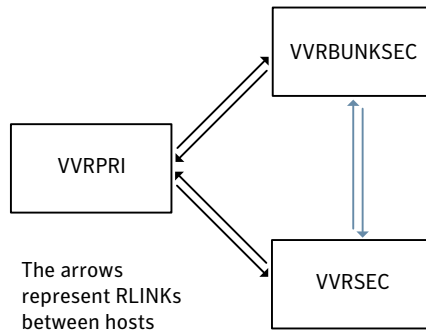 VVRBUNKSEC
VVRPRI
VVRSEC
The arrows
represent RLINKs
between hosts